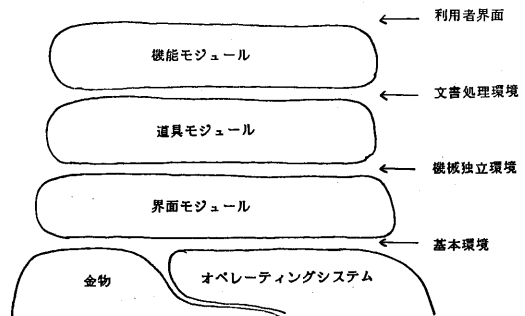 利用者界面
機能モジュール
文書処理環境
道具モジュール
機械独立環境
界面モジュール
基本環境
金物
オペレーティングシステム